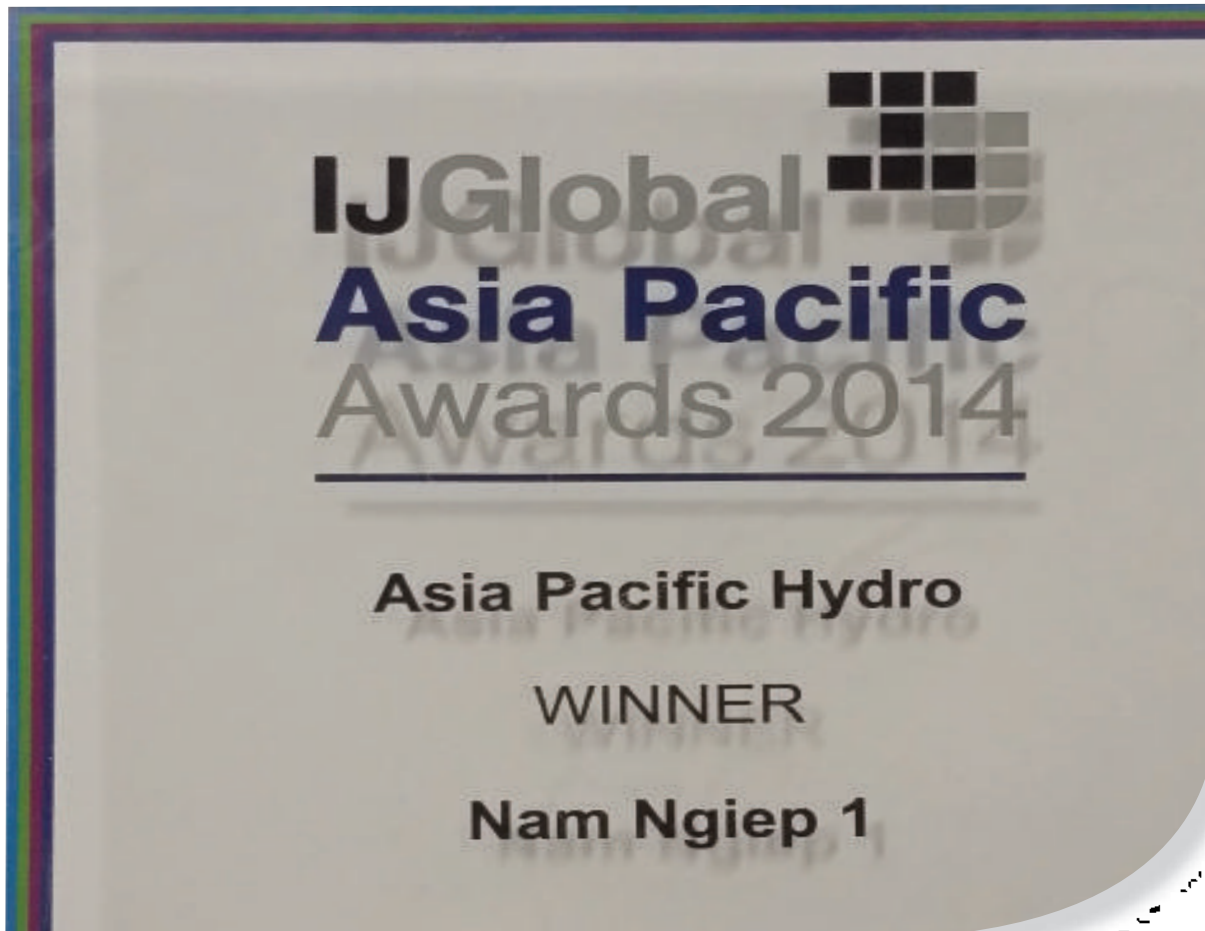 IJGlobal
Asia Pacific
Awards 2014
Asia Pacific Hydro
WINNER
Nam Ngiep 1